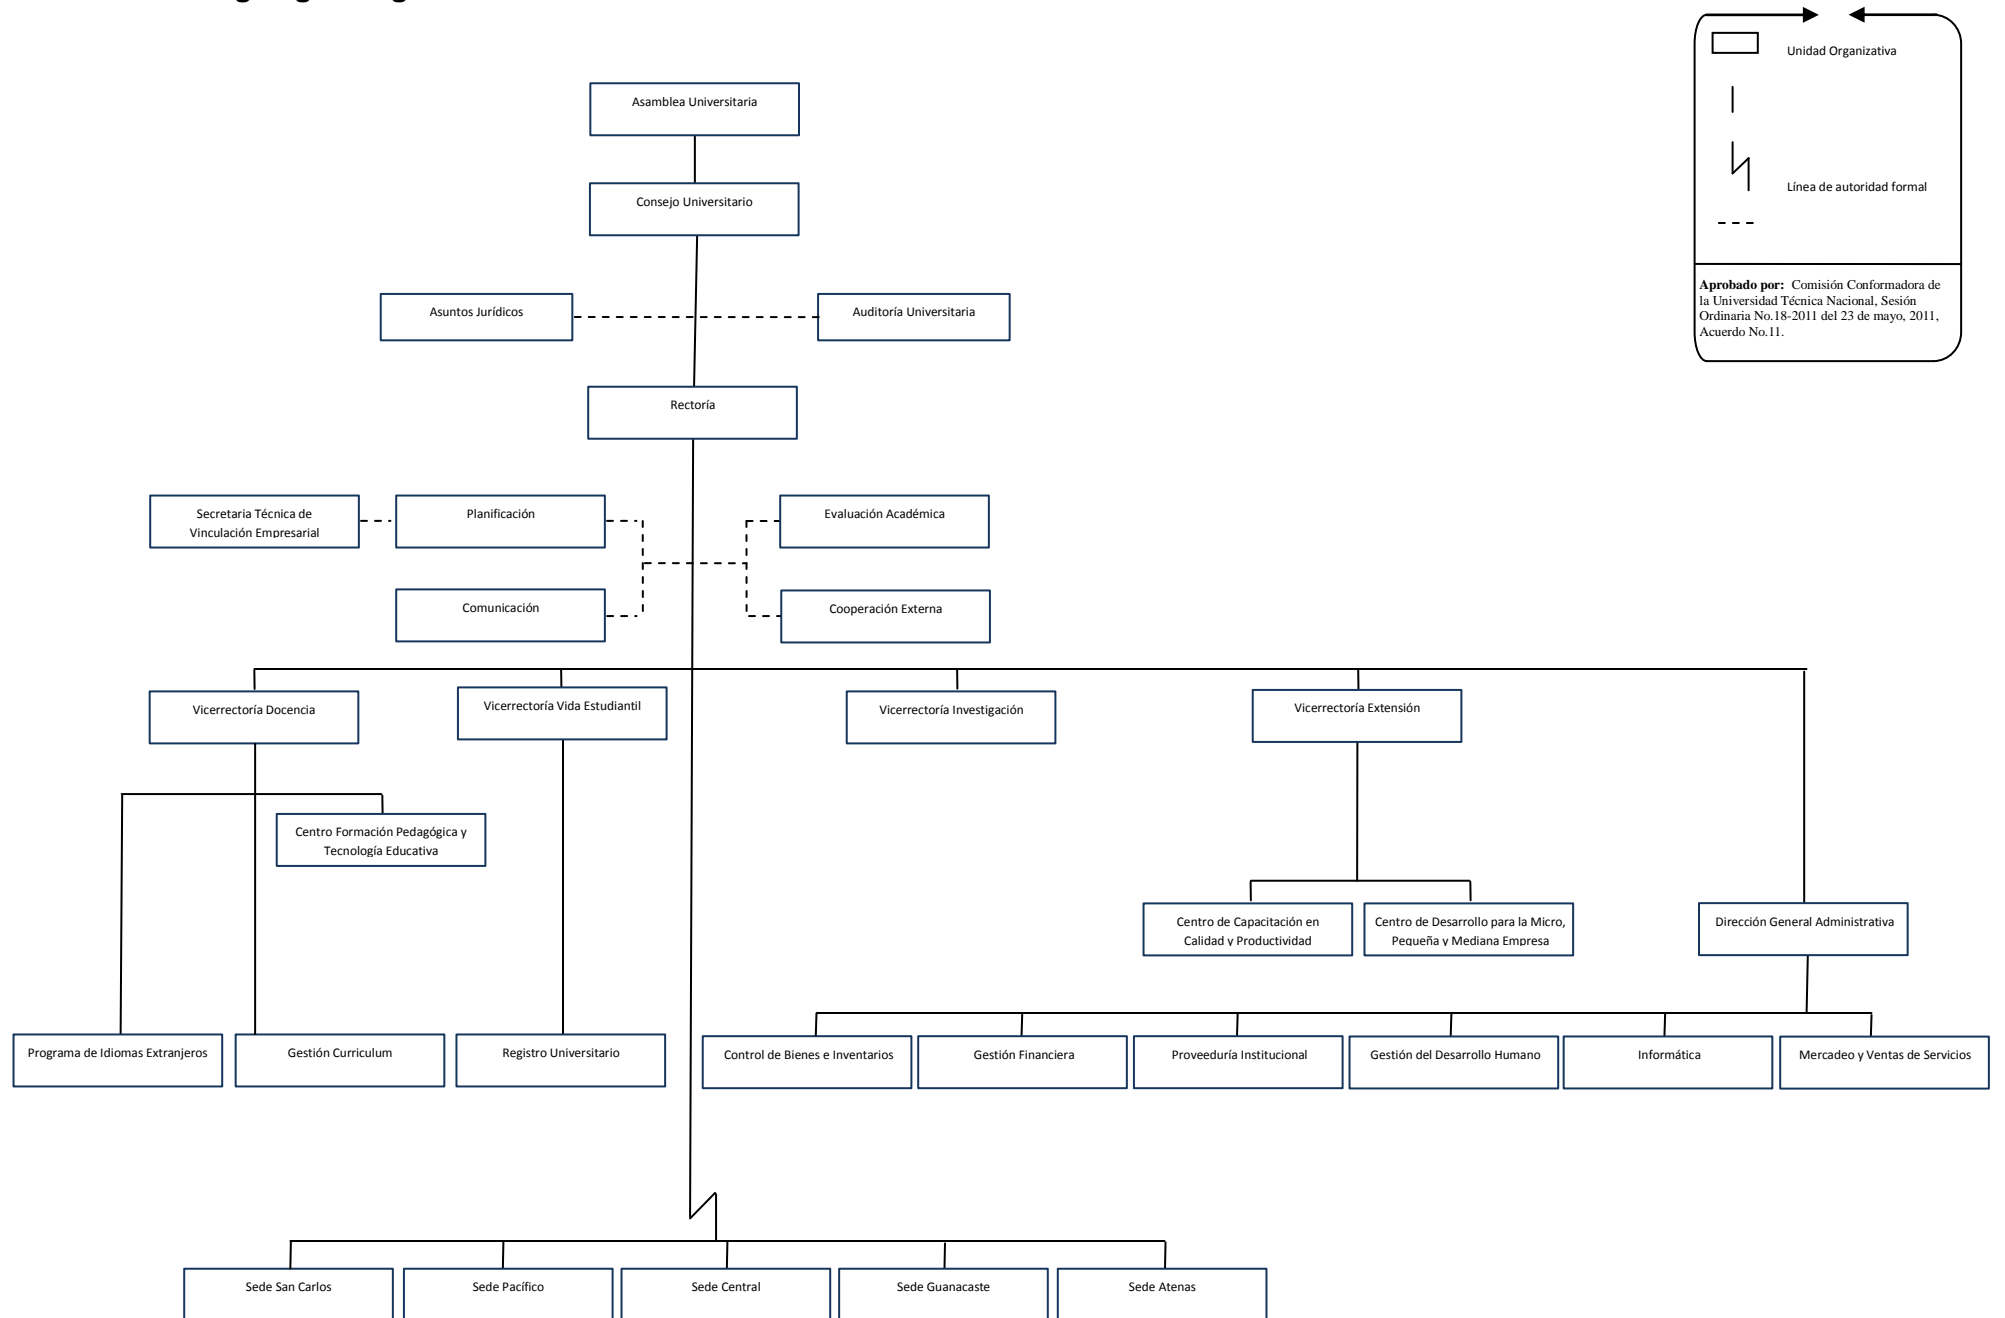 Unidad Organizativa
Línea de autoridad formal
Aprobado por: Comisión Conformadora de
la Universidad Técnica Nacional, Sesión
Ordinaria No.18-2011 del 23 de mayo, 2011,
Acuerdo No.11.
Asamblea Universitaria
Consejo Universitario
Asuntos Jurídicos
Auditoría Universitaria
Rectoría
Secretaria Técnica de
Vinculación Empresarial
Planificación
Evaluación Académica
Comunicación
Cooperación Externa
Vicerrectoría Docencia
Vicerrectoría Vida Estudiantil
Vicerrectoría Investigación
Vicerrectoría Extensión
Centro Formación Pedagógica y
Tecnología Educativa
Centro de Capacitación en
Calidad y Productividad
Centro de Desarrollo para la Micro,
Pequeña y Mediana Empresa
Dirección General Administrativa
Programa de Idiomas Extranjeros
Gestión Curriculum
Registro Universitario
Control de Bienes e Inventarios
Gestión Financiera
Proveeduría Institucional
Gestión del Desarrollo Humano
Informática
Mercadeo y Ventas de Servicios
Sede San Carlos
Sede Pacífico
Sede Central
Sede Guanacaste
Sede Atenas